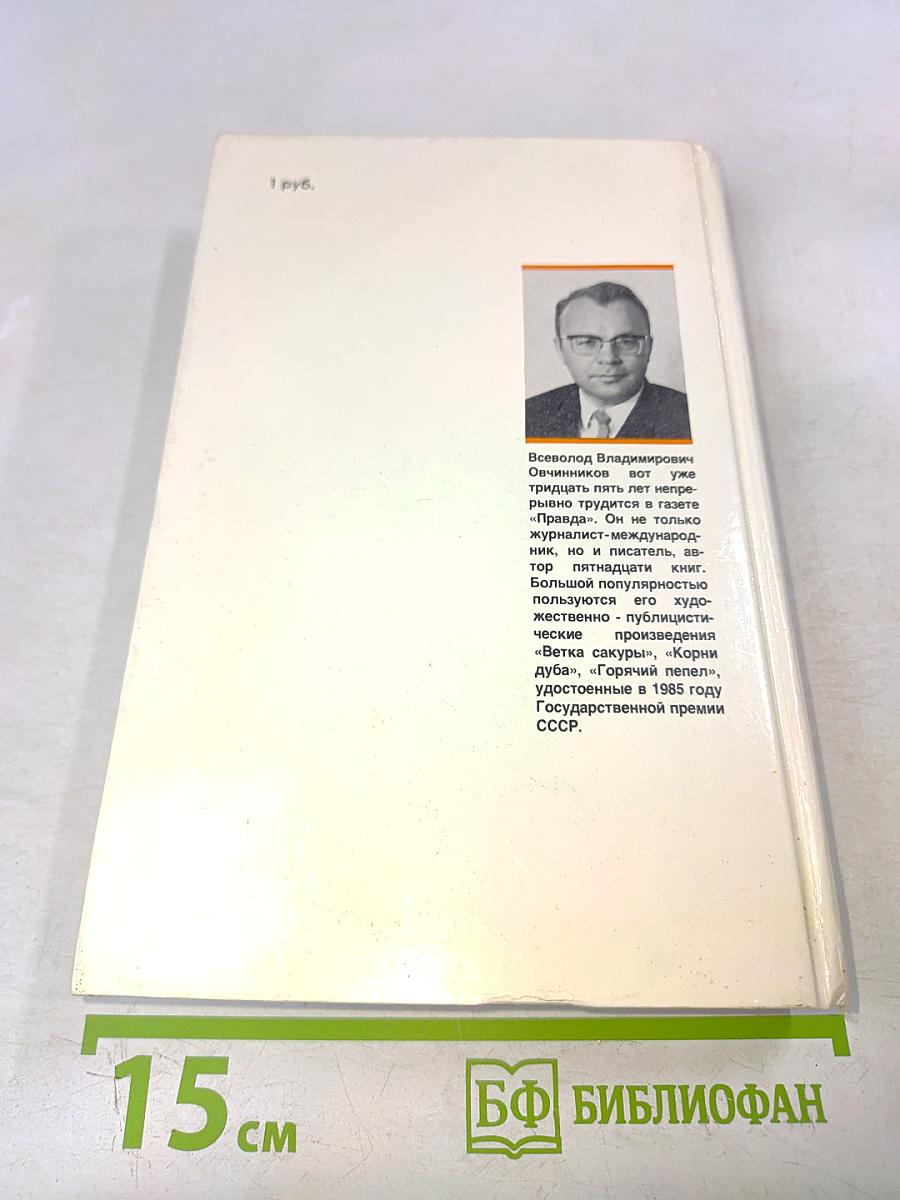 1 руб.
Всеволод Владимирович
Овчинников вот уже
тридцать пять лет непре-
рывно трудится в газете
«Правда». Он не только
журналист-международ-
ник, но и писатель, ав-
тор пятнадцати книг.
Большой популярностью
пользуются его худо-
жественно - публицисти-
ческие произведения
«Ветка сакуры», «Корни
дуба», «Горячий пепел»,
удостоенные в 1985 году
Государственной премии
СССР.
15 см
БФ БИБЛИОФАН